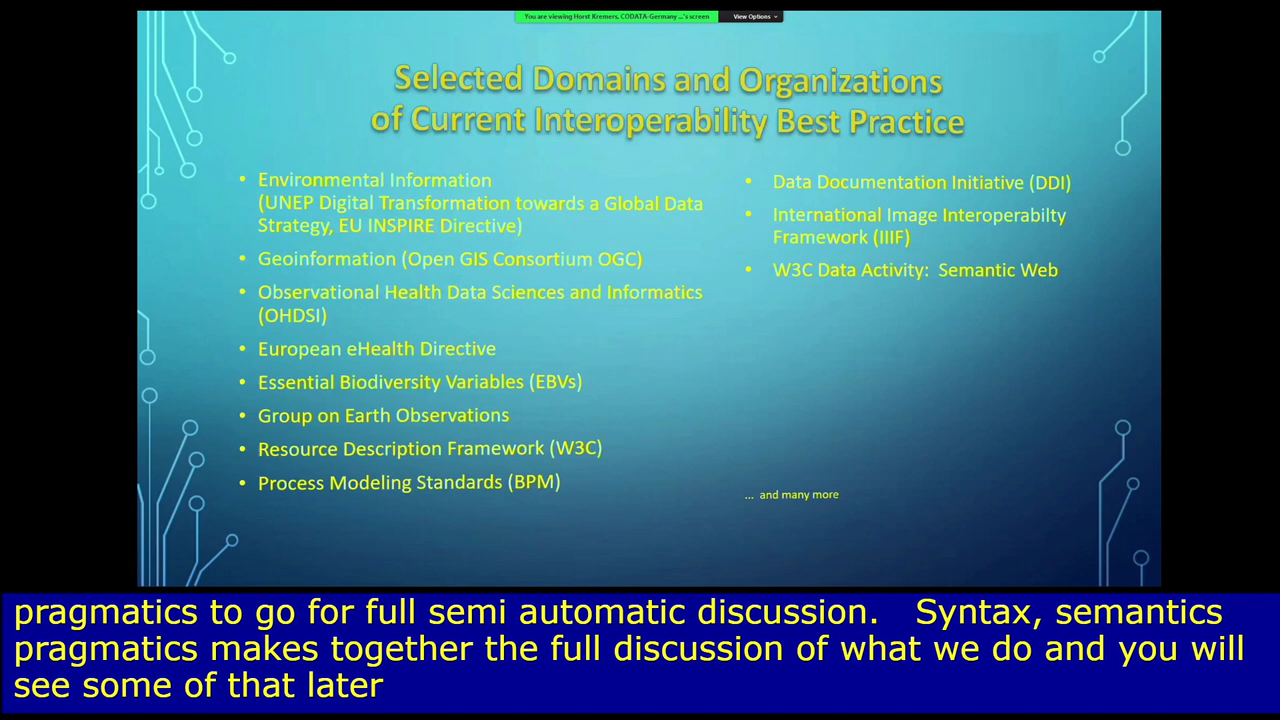 You are viewing Horst Kremers, CODATA-Germany ...'s screen
View Options
Selected Domains and Organizations
of Current Interoperability Best Practice
• Environmental Information
(UNEP Digital Transformation towards a Global Data
Strategy, EU INSPIRE Directive)
• Geoinformation (Open GIS Consortium OGC)
• Observational Health Data Sciences and Informatics
(OHDSI)
• European eHealth Directive
• Essential Biodiversity Variables (EBVs)
• Group on Earth Observations
• Resource Description Framework (W3C)
• Process Modeling Standards (BPM)
• Data Documentation Initiative (DDI)
• International Image Interoperabilty
Framework (IIIF)
• W3C Data Activity: Semantic Web
... and many more
pragmatics to go for full semi automatic discussion. Syntax, semantics
pragmatics makes together the full discussion of what we do and you will
see some of that later